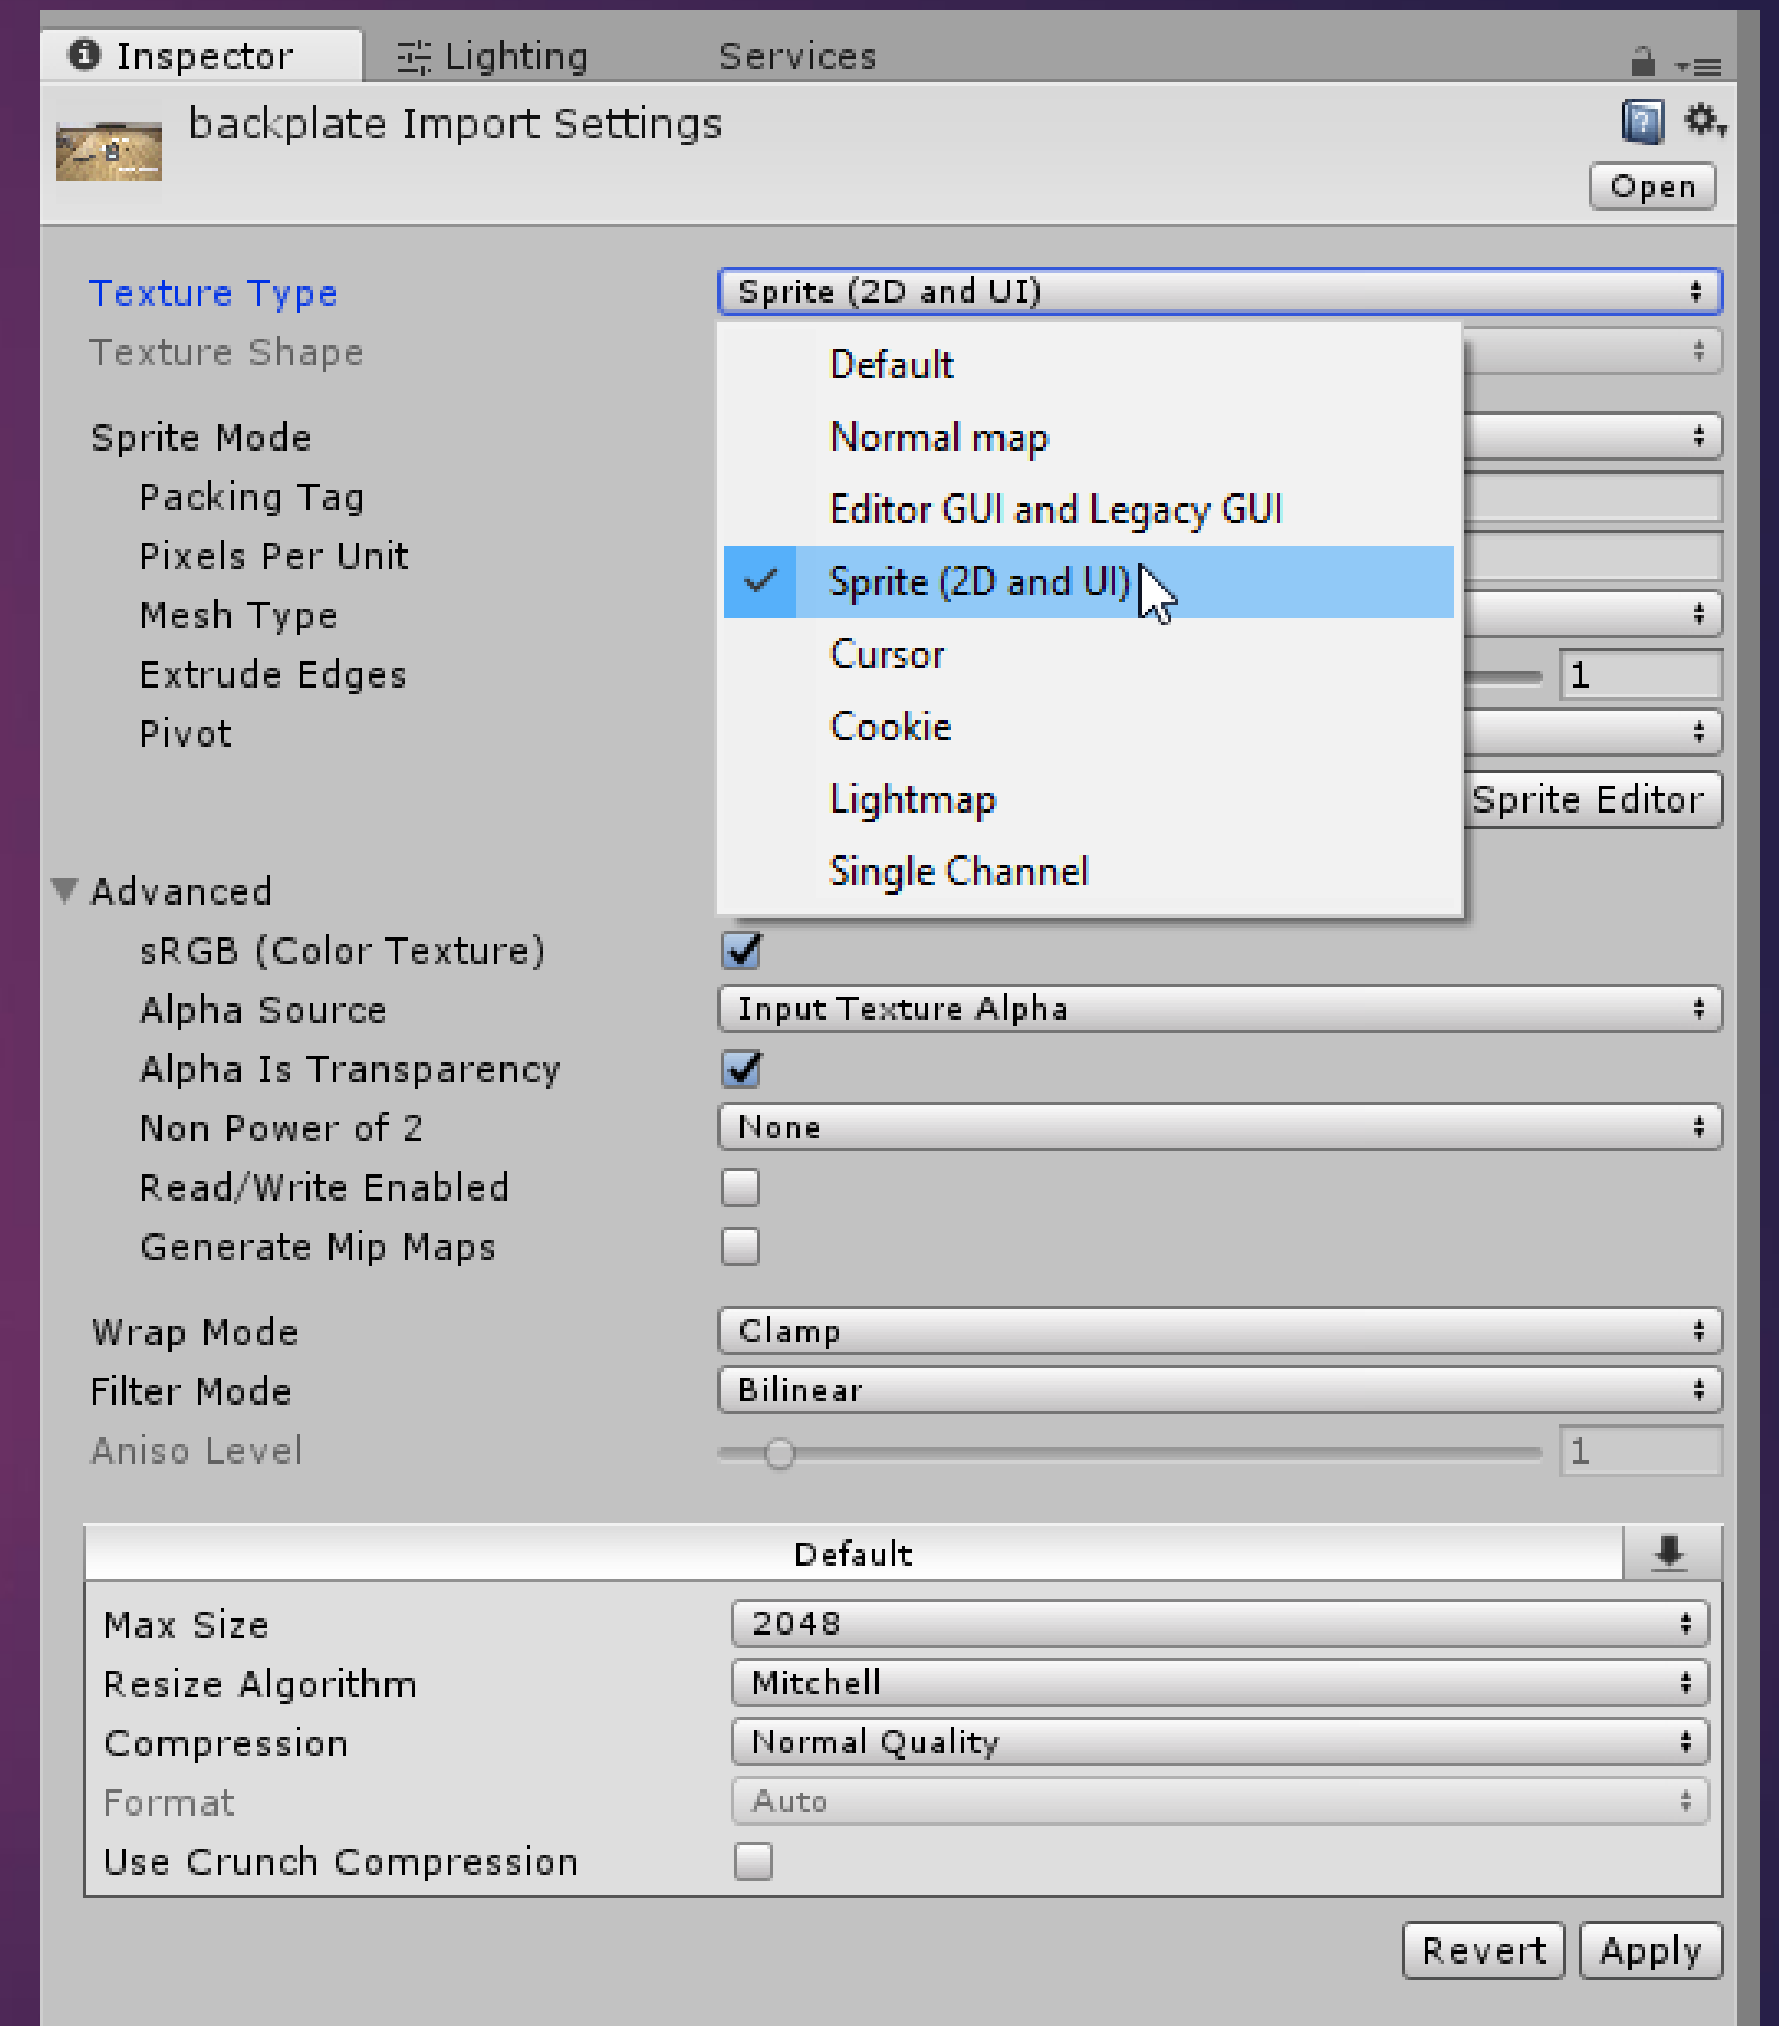 Inspector Lighting Services
backplate Import Settings
Open
Texture Type Sprite (2D and UI)
Texture Shape
Default
Sprite Mode
Normal map
Packing Tag
Editor GUI and Legacy GUI
Pixels Per Unit
Sprite (2D and UI)
Mesh Type
Cursor
Extrude Edges 1
Pivot
Cookie
Lightmap
Sprite Editor
Single Channel
Advanced
sRGB (Color Texture)
Alpha Source Input Texture Alpha
Alpha Is Transparency
Non Power of 2 None
Read/Write Enabled
Generate Mip Maps
Wrap Mode Clamp
Filter Mode Bilinear
Aniso Level 1
Default
Max Size 2048
Resize Algorithm Mitchell
Compression Normal Quality
Format Auto
Use Crunch Compression
Revert Apply